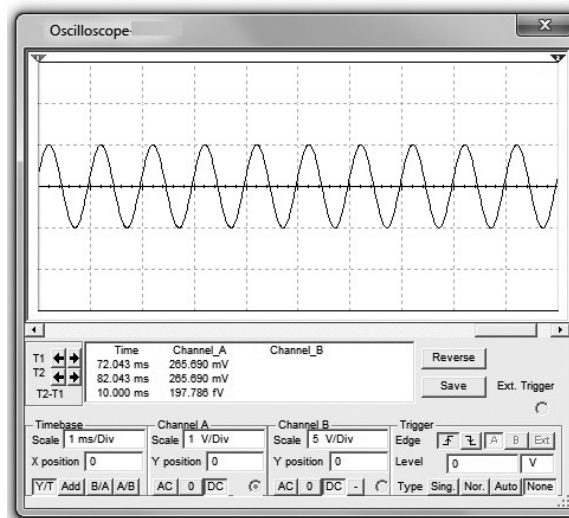 Oscilloscope-
1 2
Time Channel_A Channel_B
T1 72.043 ms 265.690 mV
T2 82.043 ms 265.690 mV
T2-T1 10.000 ms 197.786 fV
Reverse
Save
Ext. Trigger
Timebase
Scale 1 ms/Div
X position 0
Y/T Add B/A A/B
Channel A
Scale 1 V/Div
Y position 0
AC 0 DC
Channel B
Scale 5 V/Div
Y position 0
AC 0 DC -
Trigger
Edge A B Ext
Level 0 V
Type Sing. Nor. Auto None